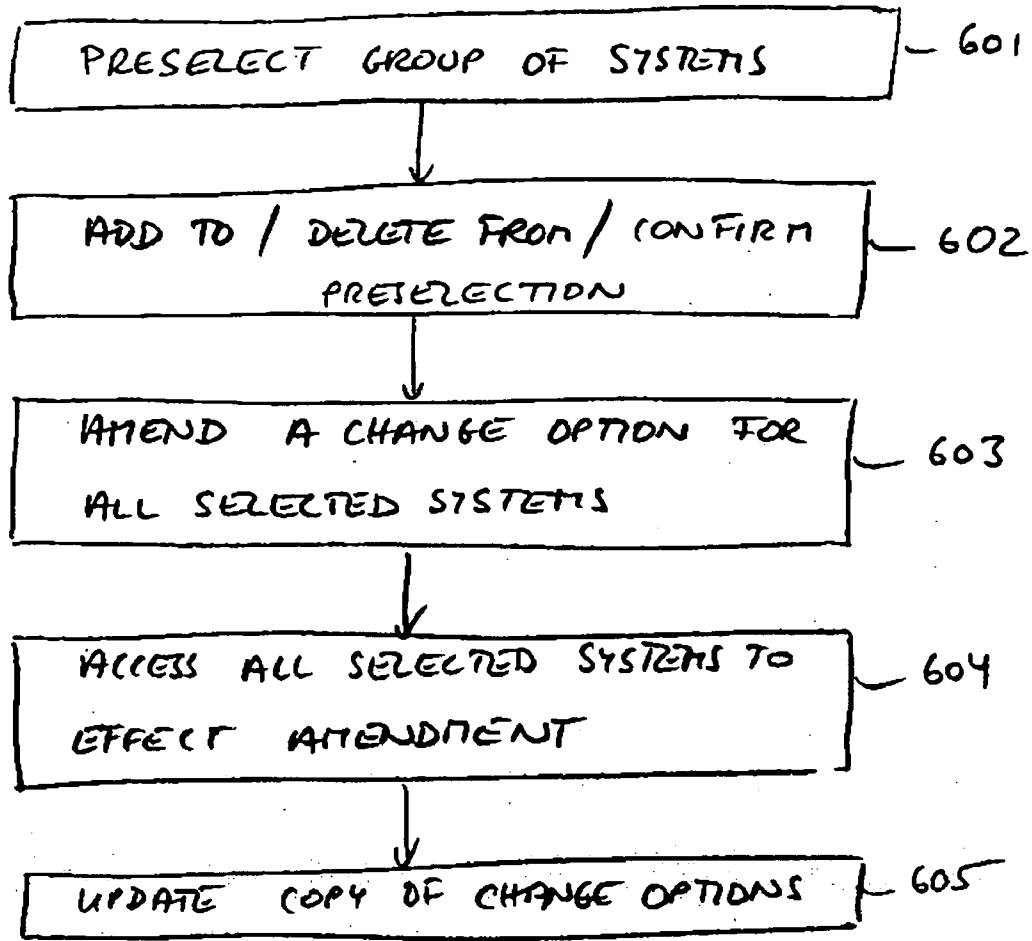 PRESELECT GROUP OF SYSTEMS
601
ADD TO / DELETE FROM / CONFIRM
PRESELECTION
602
AMEND A CHANGE OPTION FOR
ALL SELECTED SYSTEMS
603
ACCESS ALL SELECTED SYSTEMS TO
EFFECT AMENDMENT
604
UPDATE COPY OF CHANGE OPTIONS
605